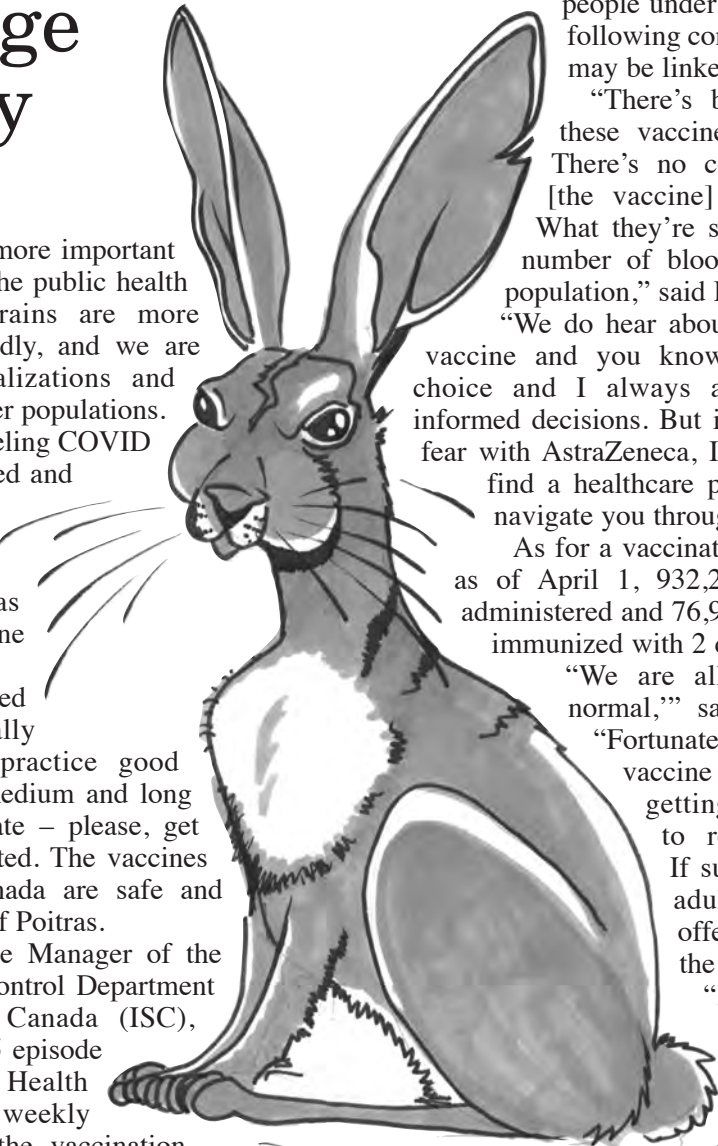 ge
y
more important
he public health
rains are more
dly, and we are
alizations and
er populations.
eling COVID
ed and
as
ne
ed
ally
practice good
edium and long
ate – please, get
ted. The vaccines
nada are safe and
f Poitras.
e Manager of the
ontrol Department
Canada (ISC),
episode
Health
weekly
the vaccination
people under
following con
may be linke
“There's b
these vaccine
There's no c
[the vaccine]
What they're s
number of bloo
population,” said
“We do hear abou
vaccine and you know
choice and I always a
informed decisions. But i
fear with AstraZeneca, I
find a healthcare p
navigate you throug
As for a vaccinat
as of April 1, 932,2
administered and 76,9
immunized with 2
“We are all
normal,’” sa
“Fortunate
vaccine
getting
to r
If su
adu
offe
the
“